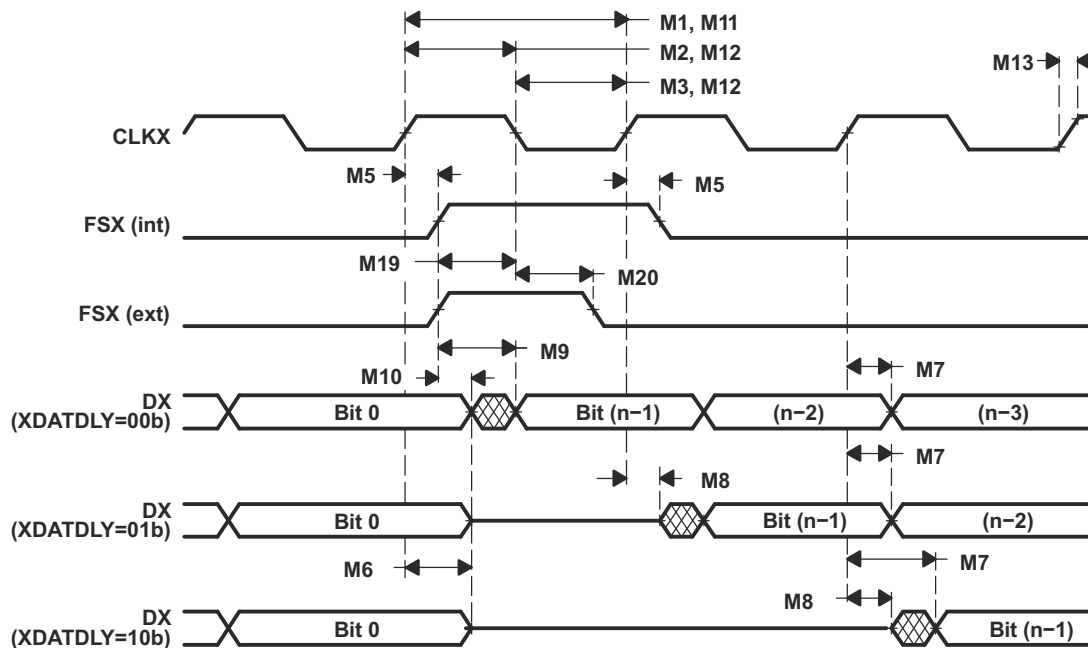 M1, M11
M2, M12
M13
M3, M12
CLKX
M5
M5
FSX (int)
M19
M20
FSX (ext)
M9
M10
M7
DX
(XDATDLY=00b)
Bit 0
Bit (n−1)
(n−2)
(n−3)
M7
M8
DX
(XDATDLY=01b)
Bit 0
Bit (n−1)
(n−2)
M6
M7
M8
DX
(XDATDLY=10b)
Bit 0
Bit (n−1)